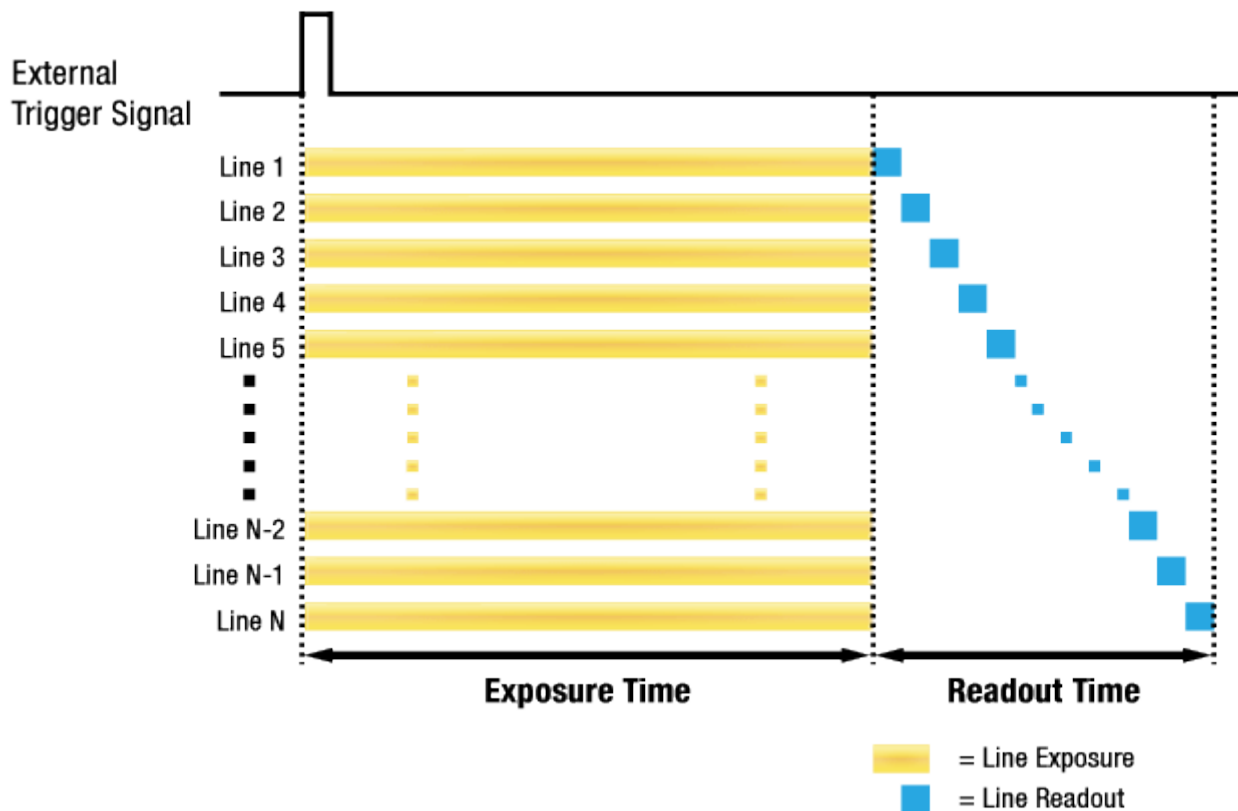 External
Trigger Signal
Line 1
Line 2
Line 3
Line 4
Line 5
Line N-2
Line N-1
Line N
Exposure Time
Readout Time
= Line Exposure
= Line Readout